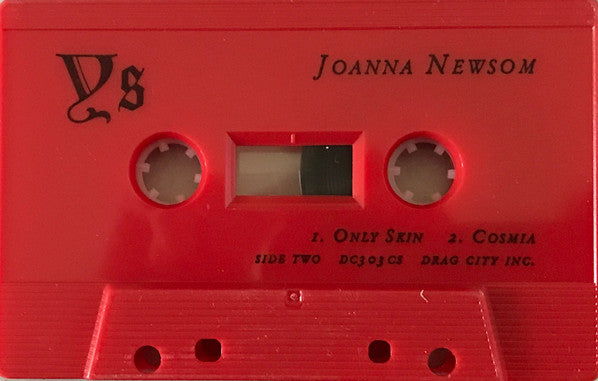 Ys
JOANNA NEWSOM
1. ONLY SKIN 2. COSMIA
SIDE TWO DC303CS DRAG CITY INC.